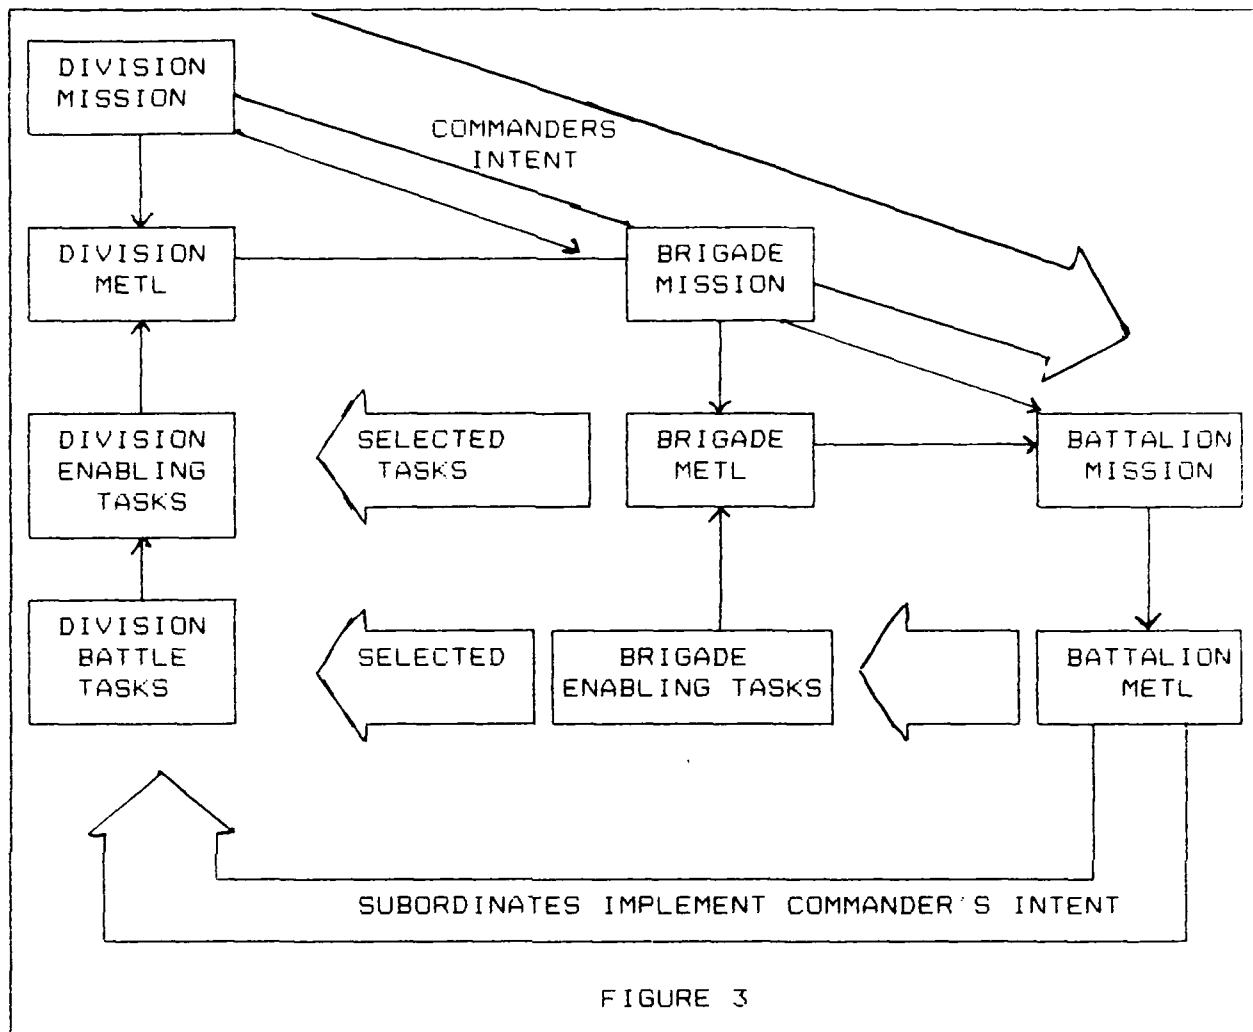 DIVISION
MISSION
COMMANDERS
INTENT
DIVISION
METL
BRIGADE
MISSION
DIVISION
ENABLING
TASKS
SELECTED
TASKS
BRIGADE
METL
BATTALION
MISSION
DIVISION
BATTLE
TASKS
SELECTED
BRIGADE
ENABLING TASKS
BATTALION
METL
SUBORDINATES IMPLEMENT COMMANDER'S INTENT
FIGURE 3